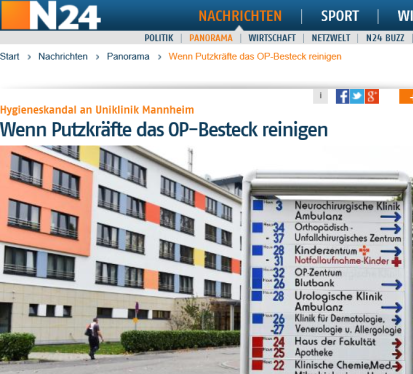 N24
NACHRICHTEN | SPORT | WI
POLITIK | PANORAMA | WIRTSCHAFT | NETZWELT | N24 BUZZ
Start > Nachrichten > Panorama > Wenn Putzkräfte das OP-Besteck reinigen
Hygieneskandal an Uniklinik Mannheim
Wenn Putzkräfte das OP-Besteck reinigen
3 Neurochirurgische Klinik
Ambulanz
34 Orthopädisch-
37 Unfallchirurgisches Zentrum
28 Kinderzentrum
31 Notfallaufnahme-Kinder
32 OP-Zentrum
26 Blutbank
28 Urologische Klinik
Ambulanz
26 Klinik für Dermatologie,
27 Venerologie u. Allergologie
24 Haus der Fakultät
25 Apotheke
22 Klinische Chemie, Med.